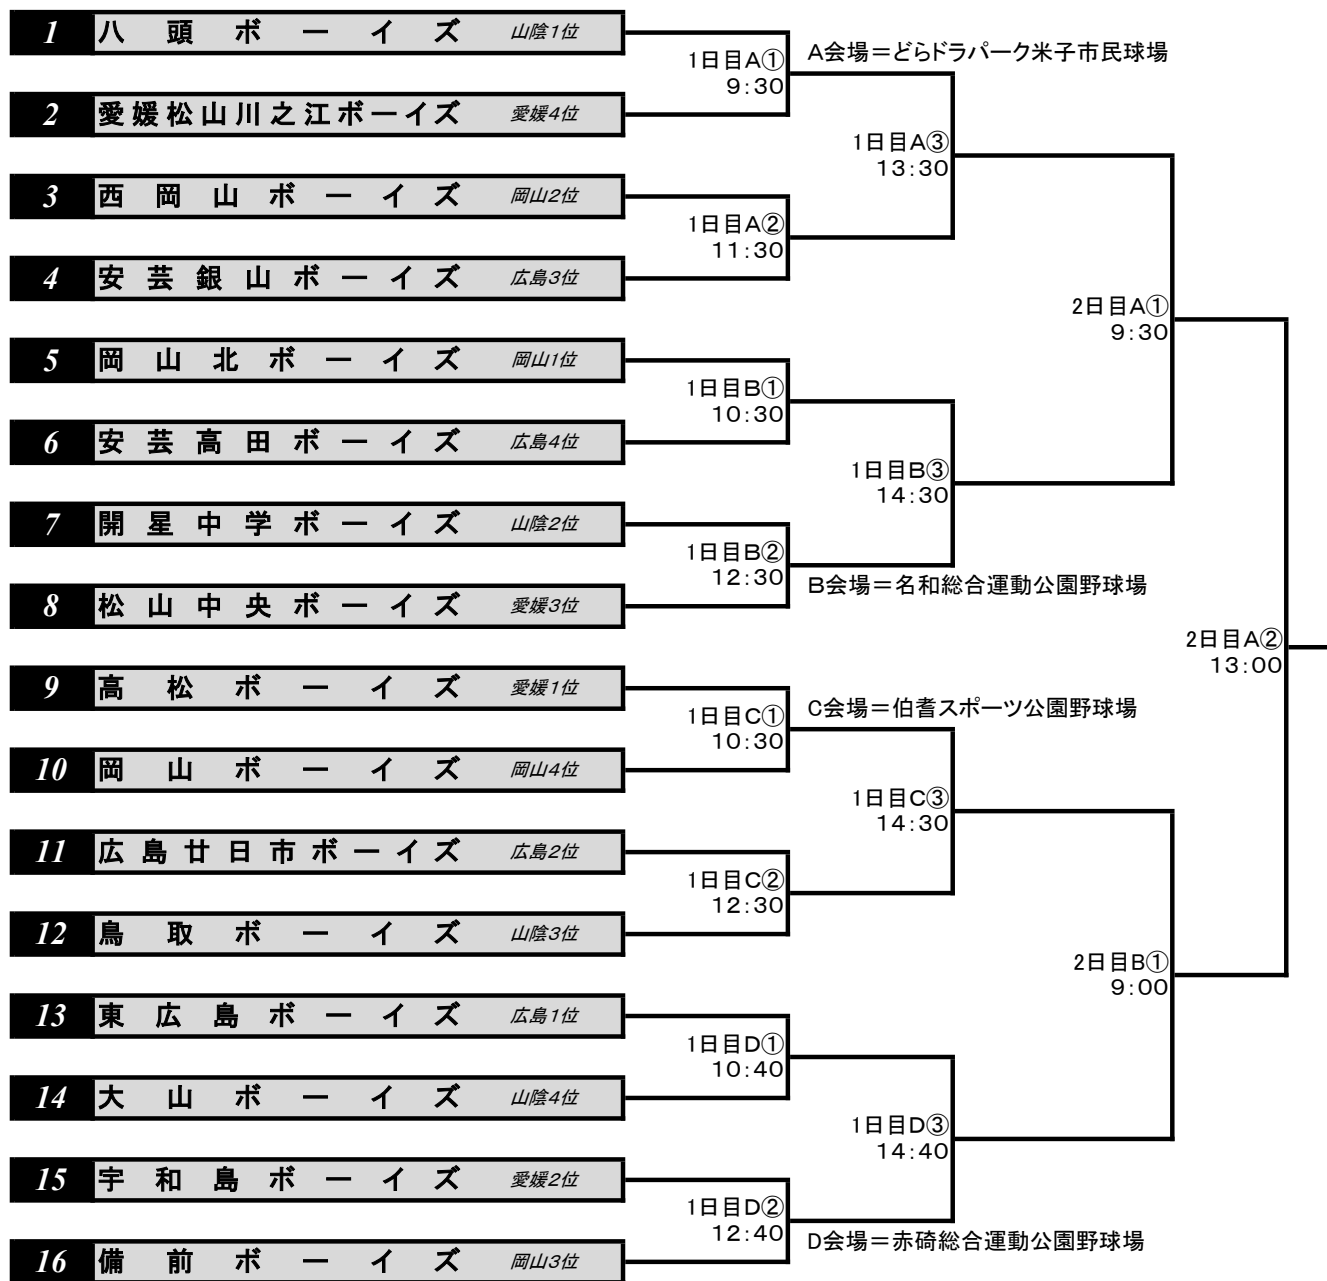 1 八頭ボーイズ 山陰1位
1日目A①
9:30
A会場＝どらドラパーク米子市民球場
2 愛媛松山川之江ボーイズ 愛媛4位
1日目A③
13:30
3 西岡山ボーイズ 岡山2位
1日目A②
11:30
4 安芸銀山ボーイズ 広島3位
2日目A①
9:30
5 岡山北ボーイズ 岡山1位
1日目B①
10:30
6 安芸高田ボーイズ 広島4位
1日目B③
14:30
7 開星中学ボーイズ 山陰2位
1日目B②
12:30
B会場＝名和総合運動公園野球場
8 松山中央ボーイズ 愛媛3位
2日目A②
13:00
9 高松ボーイズ 愛媛1位
1日目C①
10:30
C会場＝伯耆スポーツ公園野球場
10 岡山ボーイズ 岡山4位
1日目C③
14:30
11 広島廿日市ボーイズ 広島2位
1日目C②
12:30
12 鳥取ボーイズ 山陰3位
2日目B①
9:00
13 東広島ボーイズ 広島1位
1日目D①
10:40
14 大山ボーイズ 山陰4位
1日目D③
14:40
15 宇和島ボーイズ 愛媛2位
1日目D②
12:40
D会場＝赤碕総合運動公園野球場
16 備前ボーイズ 岡山3位